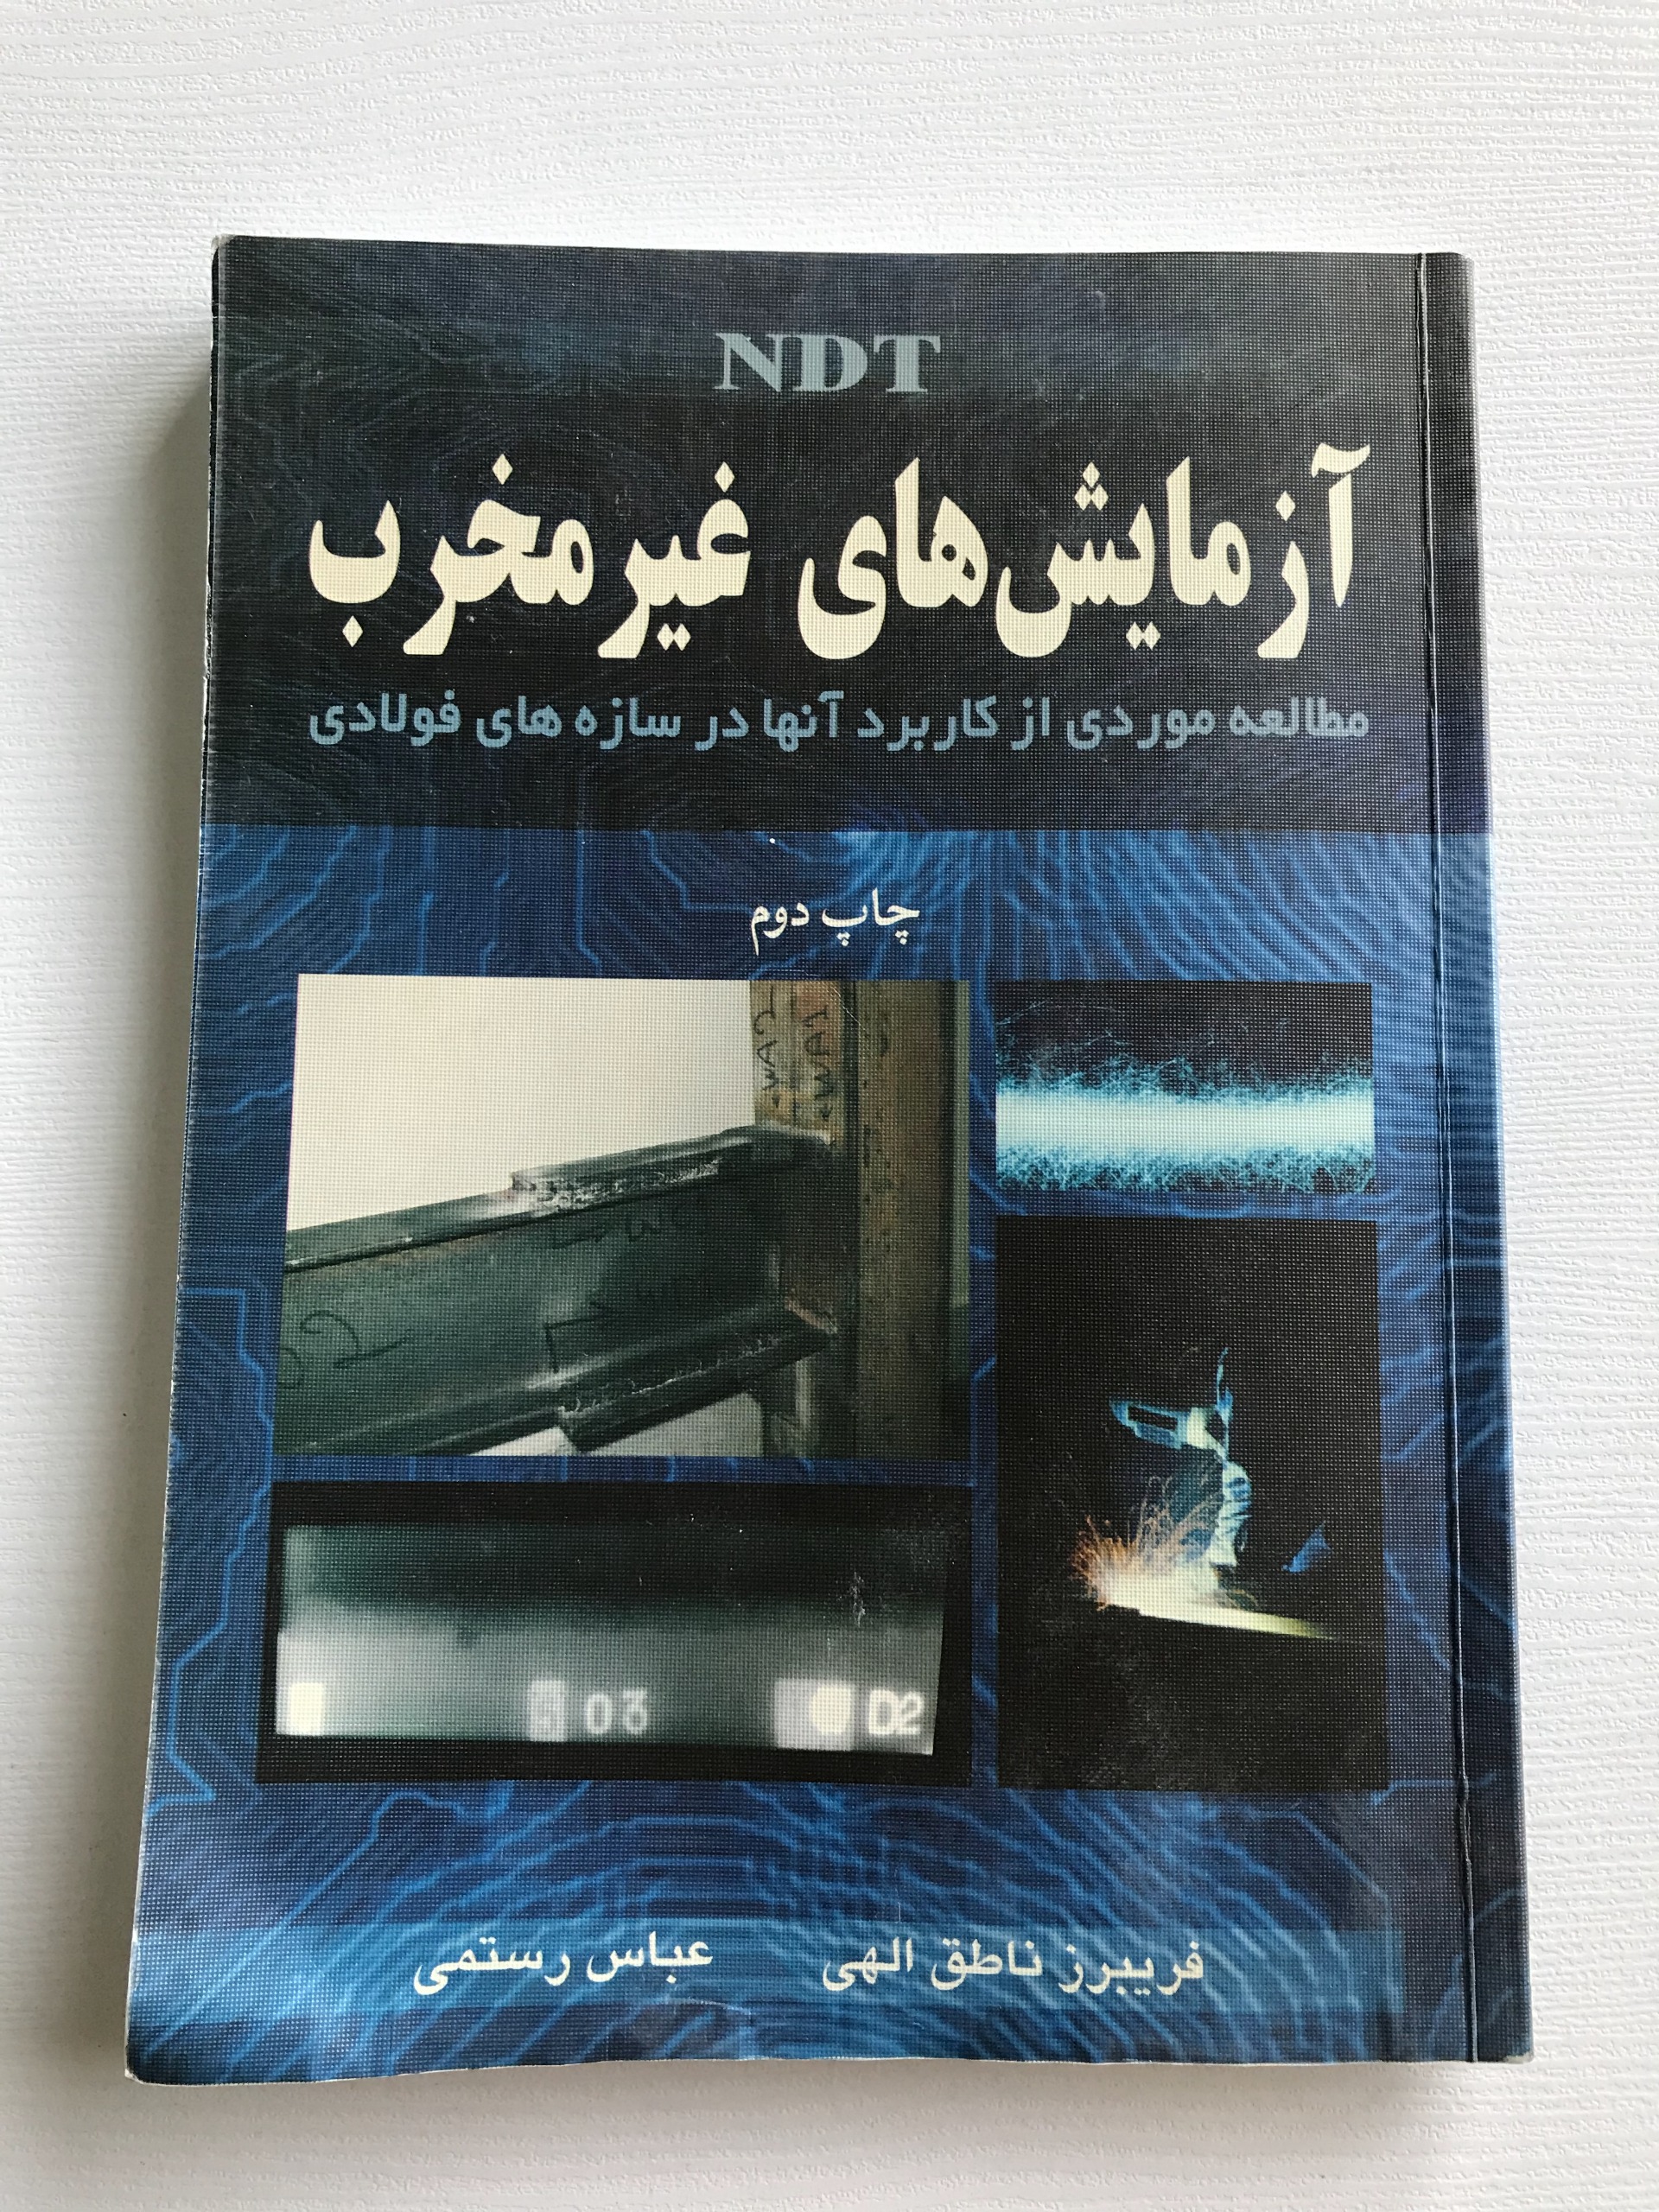 NDT
آزمایش‌های غیرمخرب
مطالعه موردی از کاربرد آنها در سازه های فولادی
چاپ دوم
03 D2
فریبرز ناطق الهی عباس رستمی